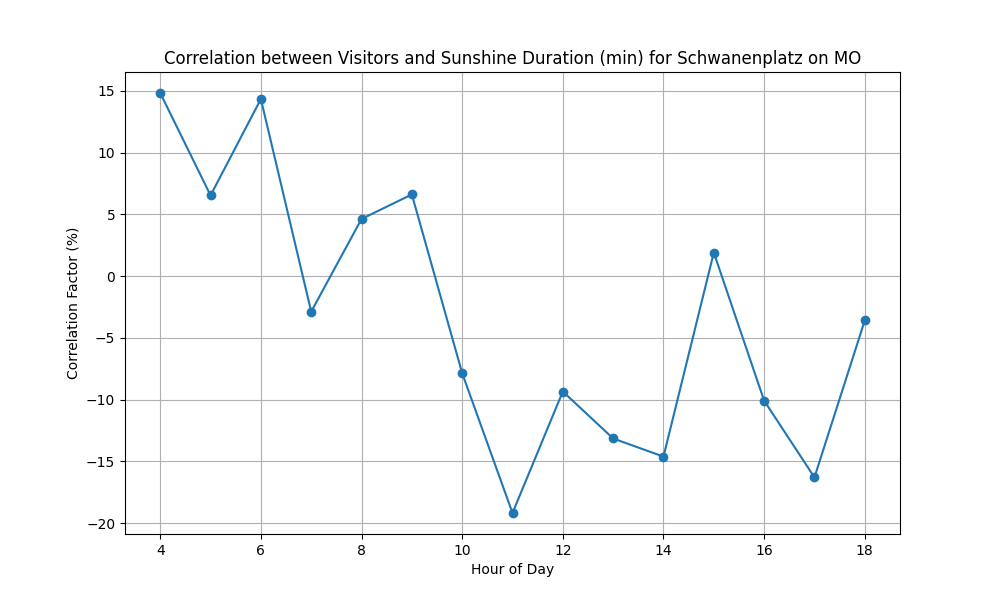 Correlation between Visitors and Sunshine Duration (min) for Schwanenplatz on MO
Correlation Factor (%)
15
10
5
0
−5
−10
−15
−20
4 6 8 10 12 14 16 18
Hour of Day